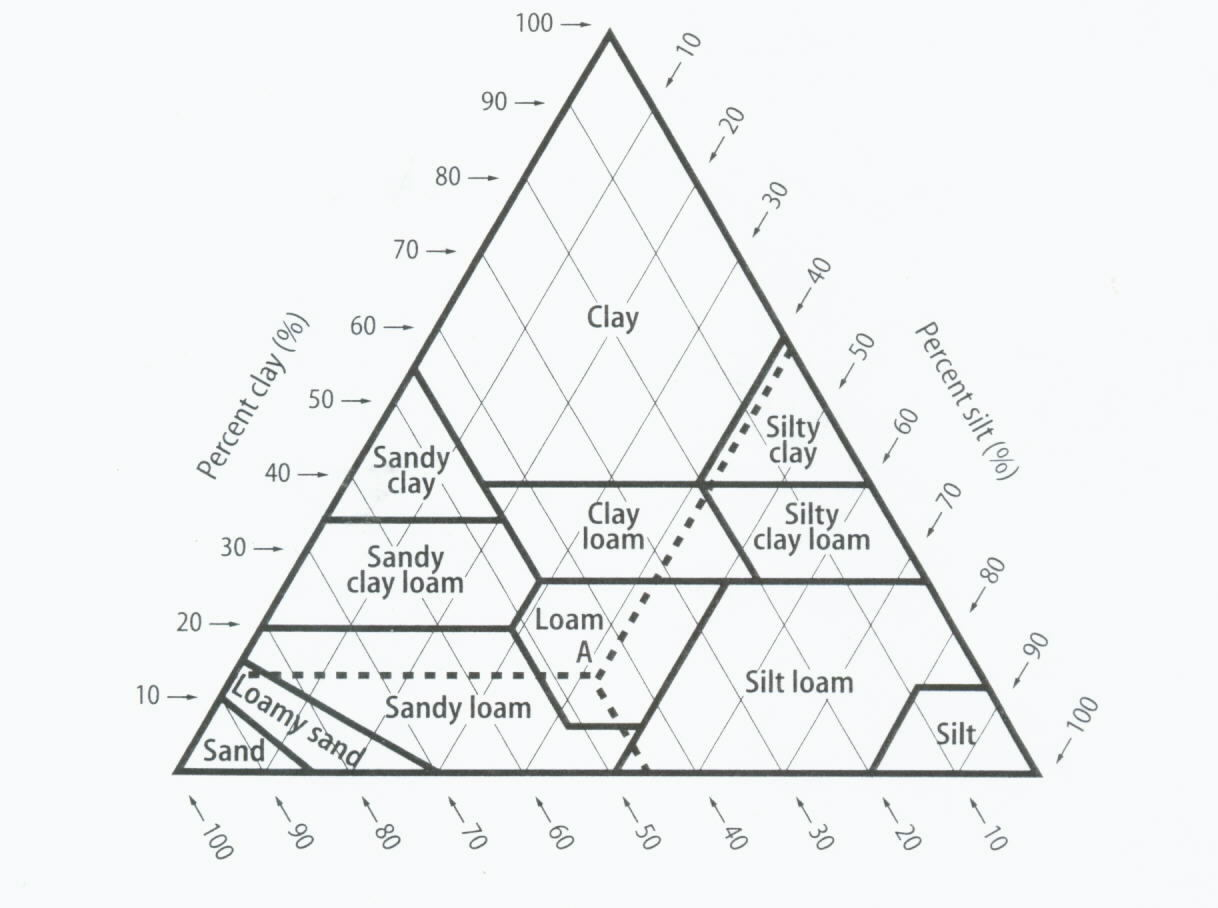 100
10
90
20
80
30
70
40
60
Clay
Percent clay (%)
Percent silt (%)
50
50
Silty
clay
60
Sandy
clay
40
70
Clay
loam
Silty
clay loam
30
Sandy
clay loam
80
20
Loam
A
90
10
Silt loam
Sandy loam
Loamy sand
100
Sand
Silt
100
90
80
70
60
50
40
30
20
10